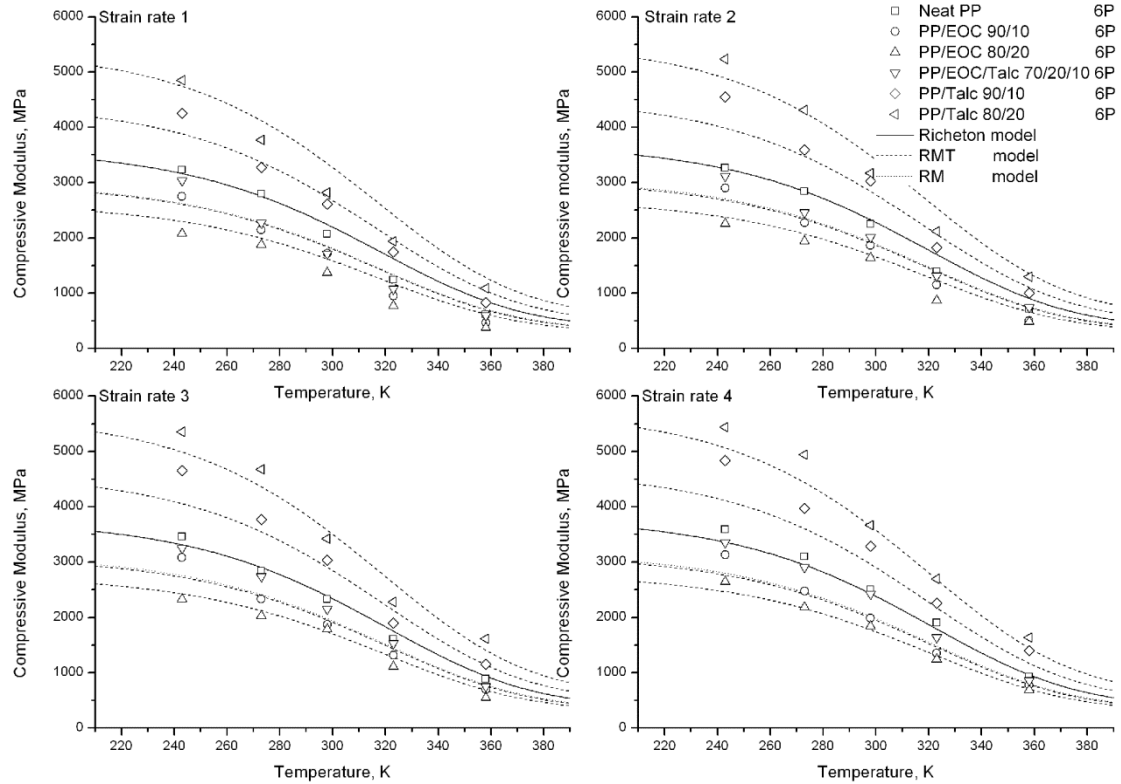 Strain rate 1
6000
5000
4000
3000
2000
1000
0
Compressive Modulus, MPa
220 240 260 280 300 320 340 360 380
Temperature, K
Strain rate 2
6000
5000
4000
3000
2000
1000
0
Compressive modulus, MPa
220 240 260 280 300 320 340 360 380
Temperature, K
Neat PP 6P
PP/EOC 90/10 6P
PP/EOC 80/20 6P
PP/EOC/Talc 70/20/10 6P
PP/Talc 90/10 6P
PP/Talc 80/20 6P
Richeton model
RMT model
RM model
Strain rate 3
6000
5000
4000
3000
2000
1000
0
Compressive Modulus, MPa
220 240 260 280 300 320 340 360 380
Temperature, K
Strain rate 4
6000
5000
4000
3000
2000
1000
0
Compressive Modulus, MPa
220 240 260 280 300 320 340 360 380
Temperature, K